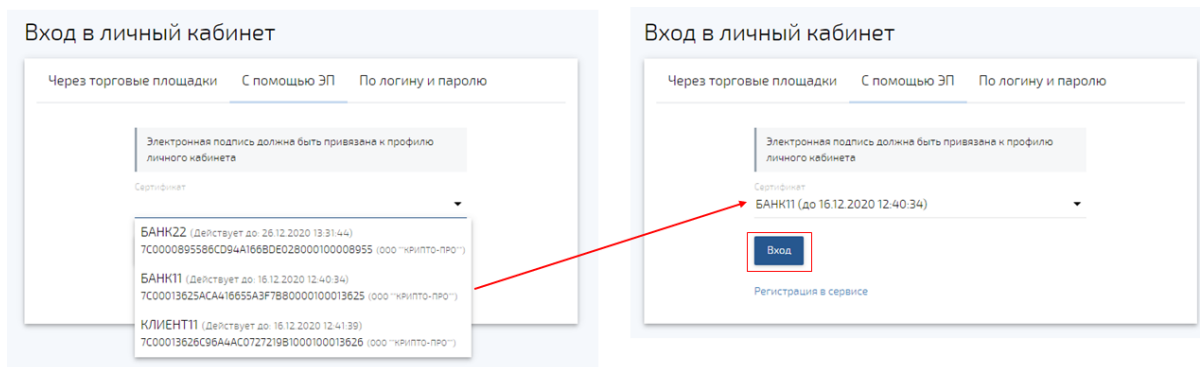 Вход в личный кабинет
Через торговые площадки С помощью ЭП По логину и паролю
Электронная подпись должна быть привязана к профилю
личного кабинета
Сертификат
БАНК22 (Действует до: 26.12.2020 13:31:44)
7C0000895586CD94A166BDE028000100008955 (ООО "КРИПТО-ПРО")
БАНК11 (Действует до: 16.12.2020 12:40:34)
7C00013625ACA416655A3F7BB0000100013625 (ООО "КРИПТО-ПРО")
КЛИЕНТ11 (Действует до: 16.12.2020 12:41:39)
7C00013626C96A4AC0727219B1000100013626 (ООО "КРИПТО-ПРО")
Вход в личный кабинет
Через торговые площадки С помощью ЭП По логину и паролю
Электронная подпись должна быть привязана к профилю
личного кабинета
Сертификат
БАНК11 (до 16.12.2020 12:40:34)
Вход
Регистрация в сервисе